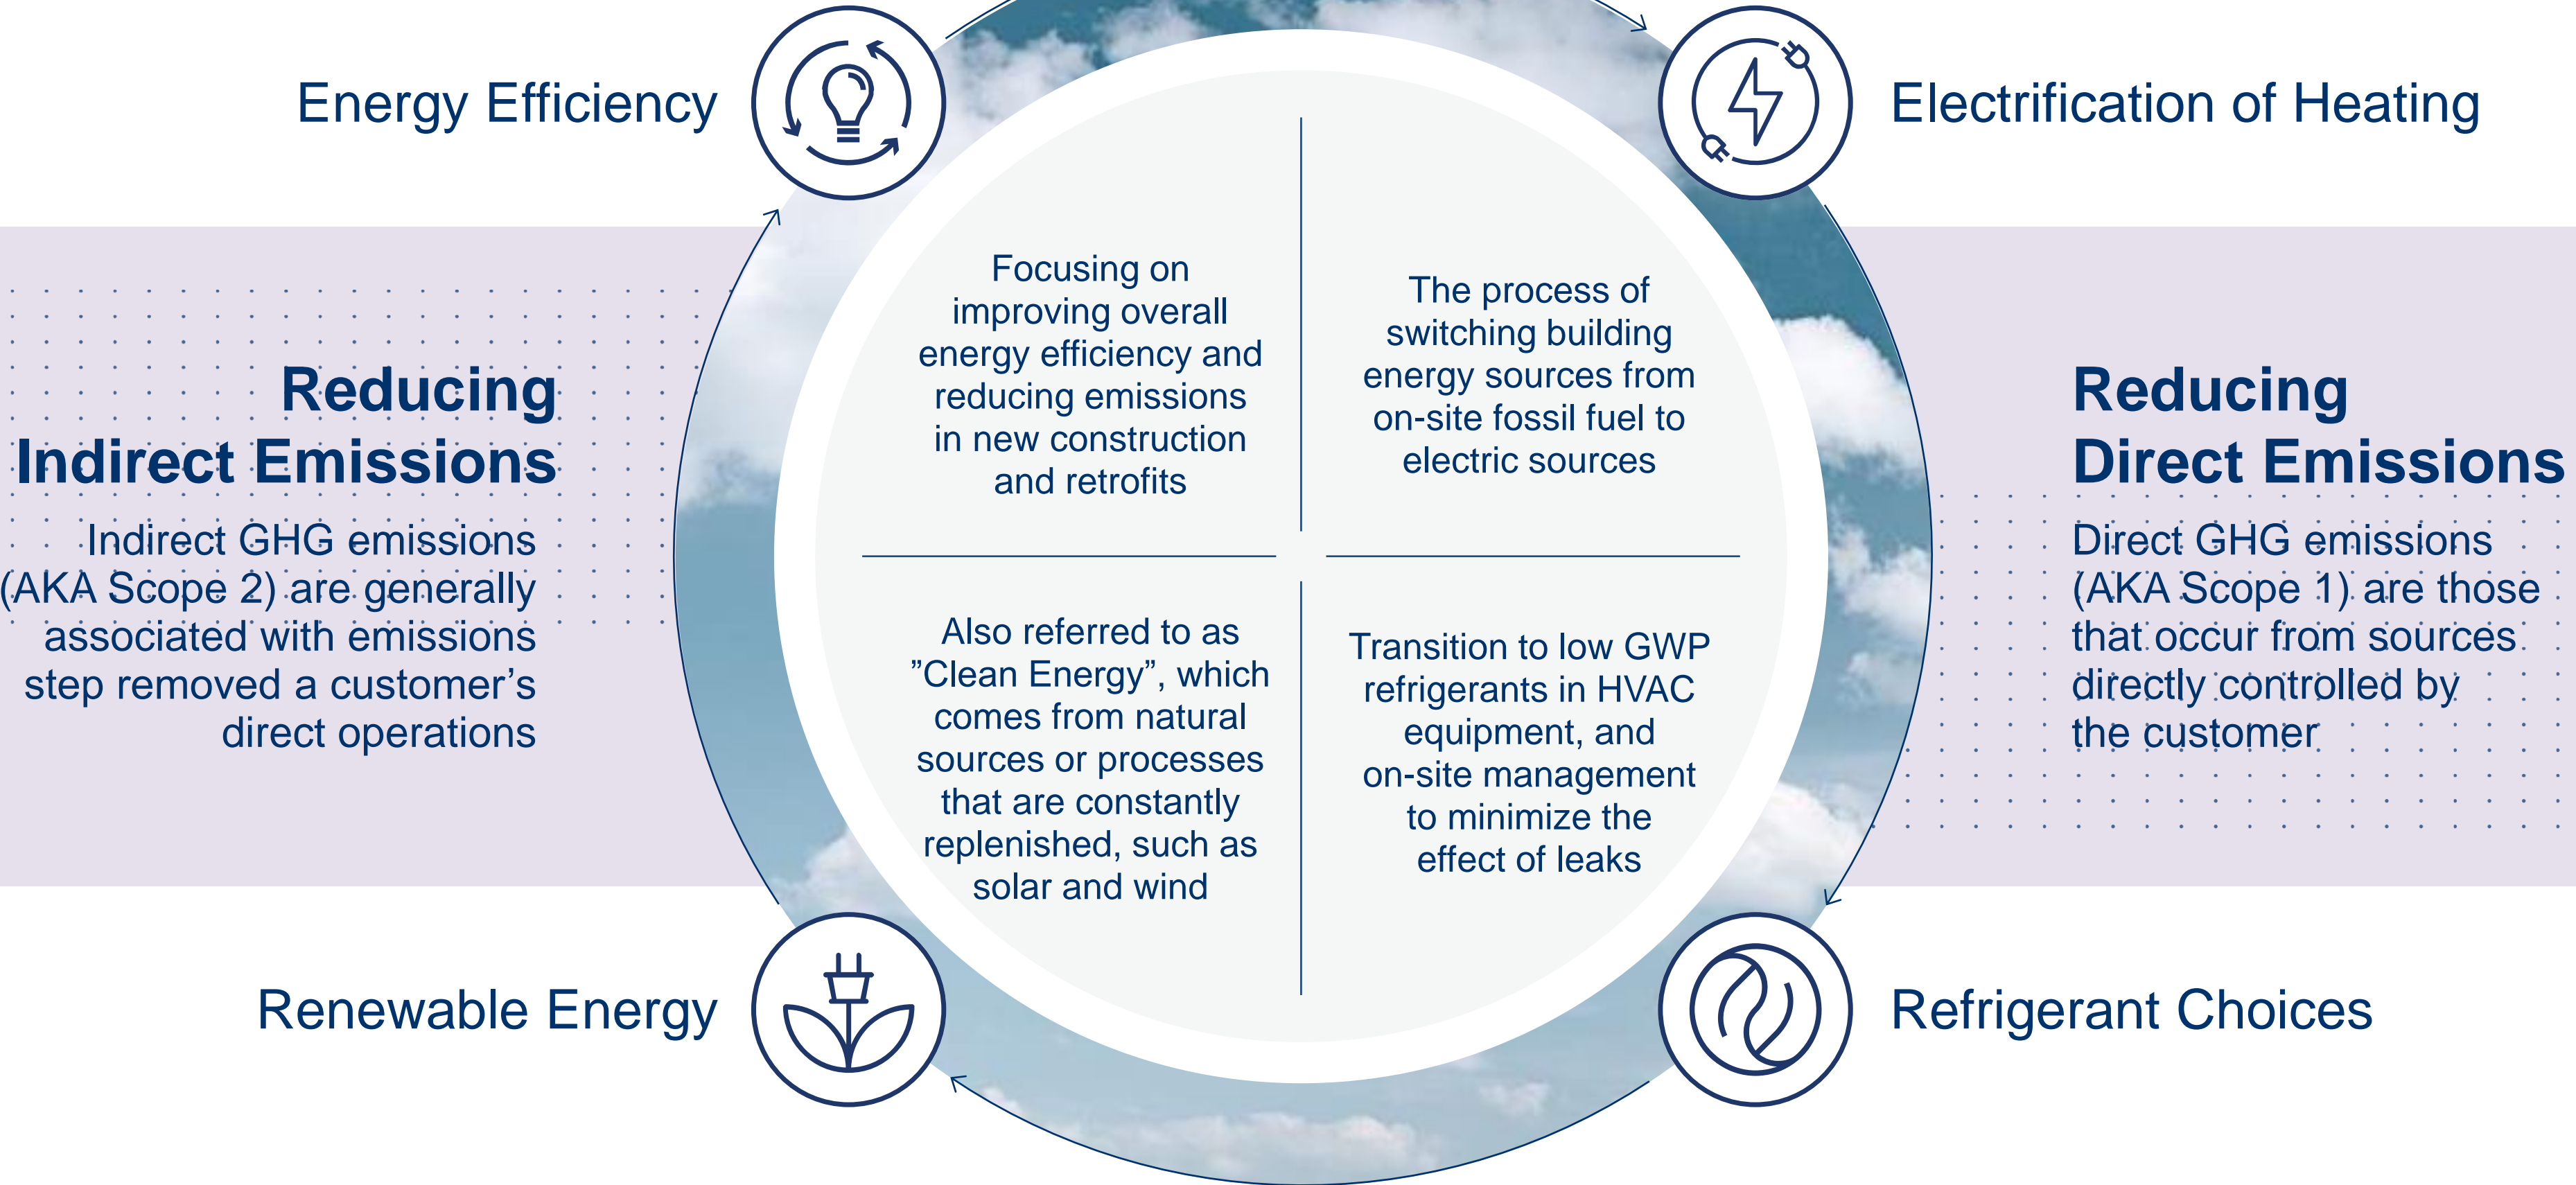 Energy Efficiency
Electrification of Heating
Focusing on
improving overall
energy efficiency and
reducing emissions
in new construction
and retrofits
The process of
switching building
energy sources from
on-site fossil fuel to
electric sources
Reducing
Indirect Emissions
Indirect GHG emissions
(AKA Scope 2) are generally
associated with emissions
step removed a customer’s
direct operations
Reducing
Direct Emissions
Direct GHG emissions
(AKA Scope 1) are those
that occur from sources
directly controlled by
the customer
Also referred to as
”Clean Energy”, which
comes from natural
sources or processes
that are constantly
replenished, such as
solar and wind
Transition to low GWP
refrigerants in HVAC
equipment, and
on-site management
to minimize the
effect of leaks
Renewable Energy
Refrigerant Choices